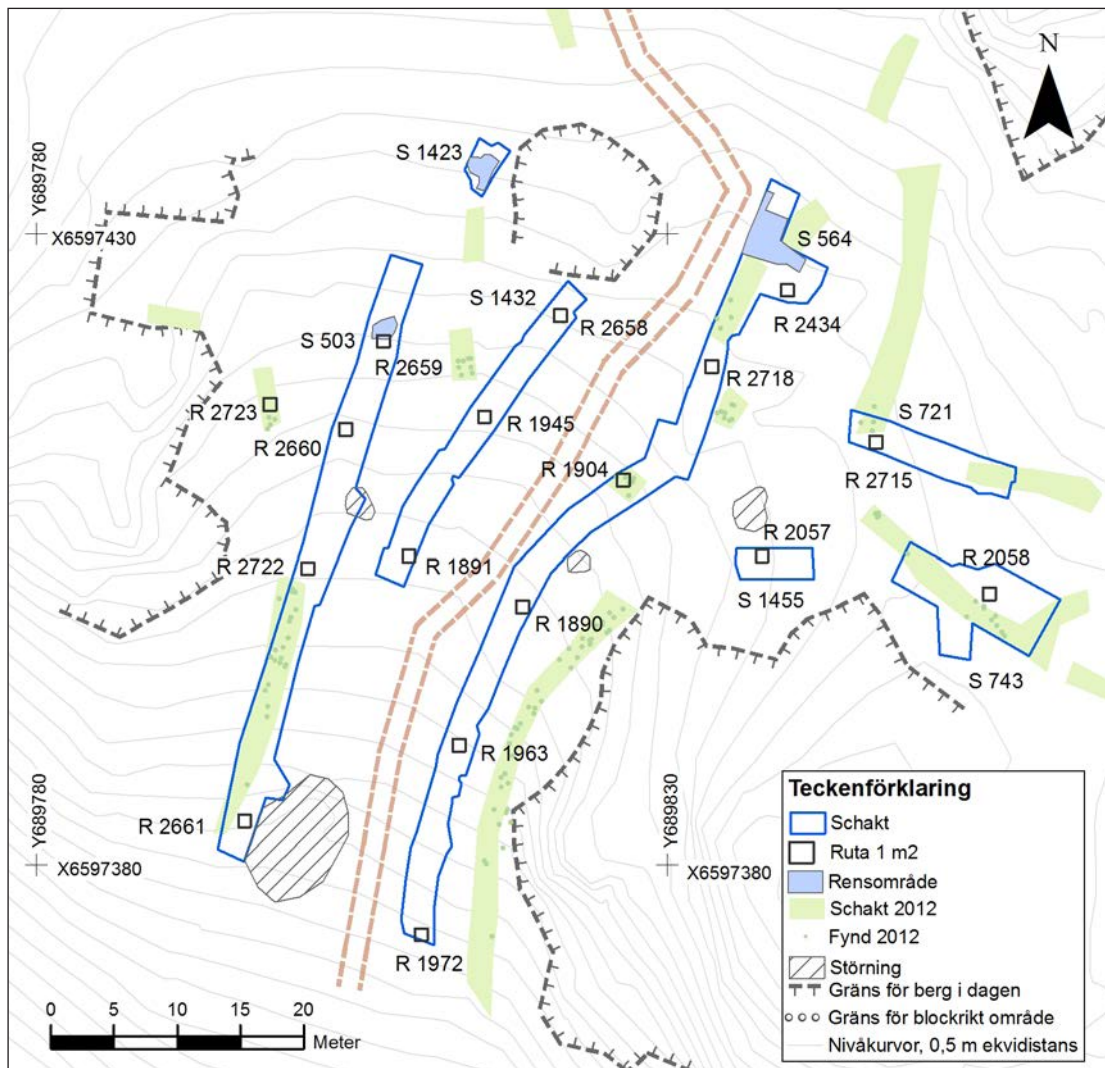 N
S 1423
Y689780
X6597430
S 564
S 1432
R 2658
R 2434
S 503
R 2659
R 2718
R 2723
R 1945
S 721
R 2660
R 1904
R 2715
R 2057
R 2058
R 2722
R 1891
S 1455
R 1890
S 743
R 1963
Y689780
Y689830
R 2661
X6597380
X6597380
R 1972
0 5 10 15 20
Meter
Teckenförklaring
Schakt
Ruta 1 m2
Rensområde
Schakt 2012
Fynd 2012
Störning
Gräns för berg i dagen
Gräns för blockrikt område
Nivåkurvor, 0,5 m ekvidistans